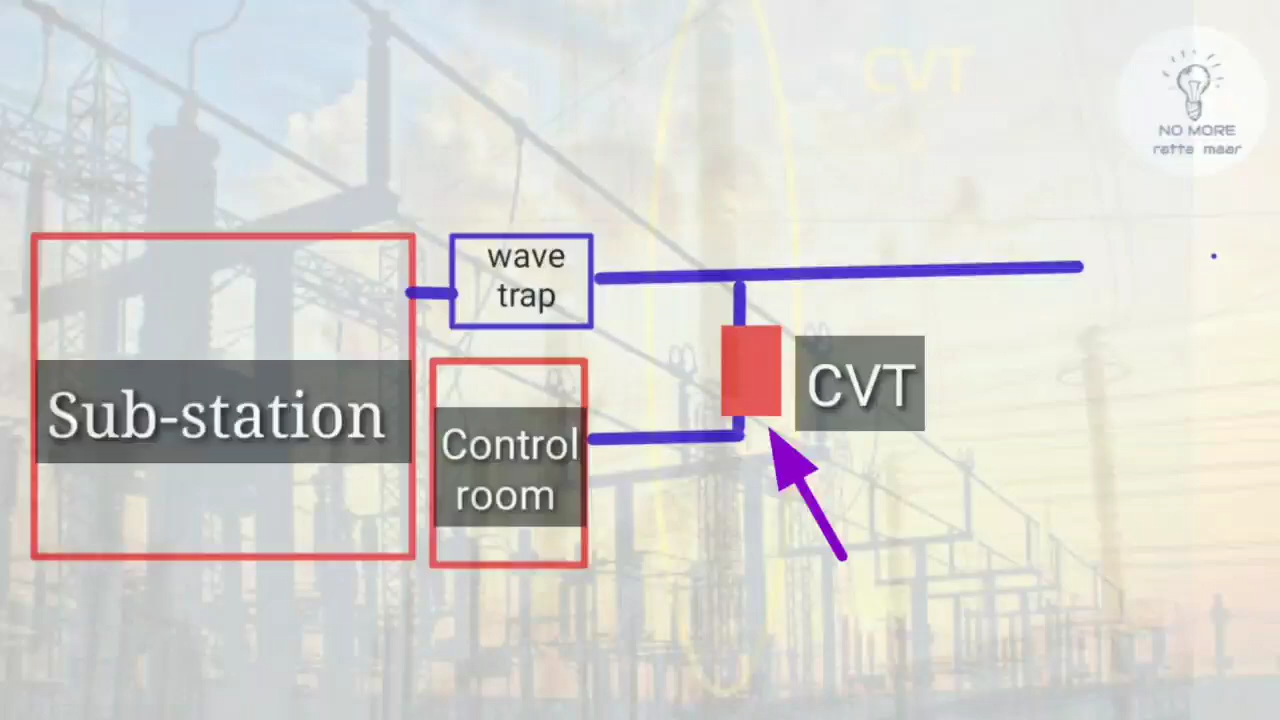 CVT
NO MORE
ratta maar
wave
trap
Sub-station
CVT
Control
room